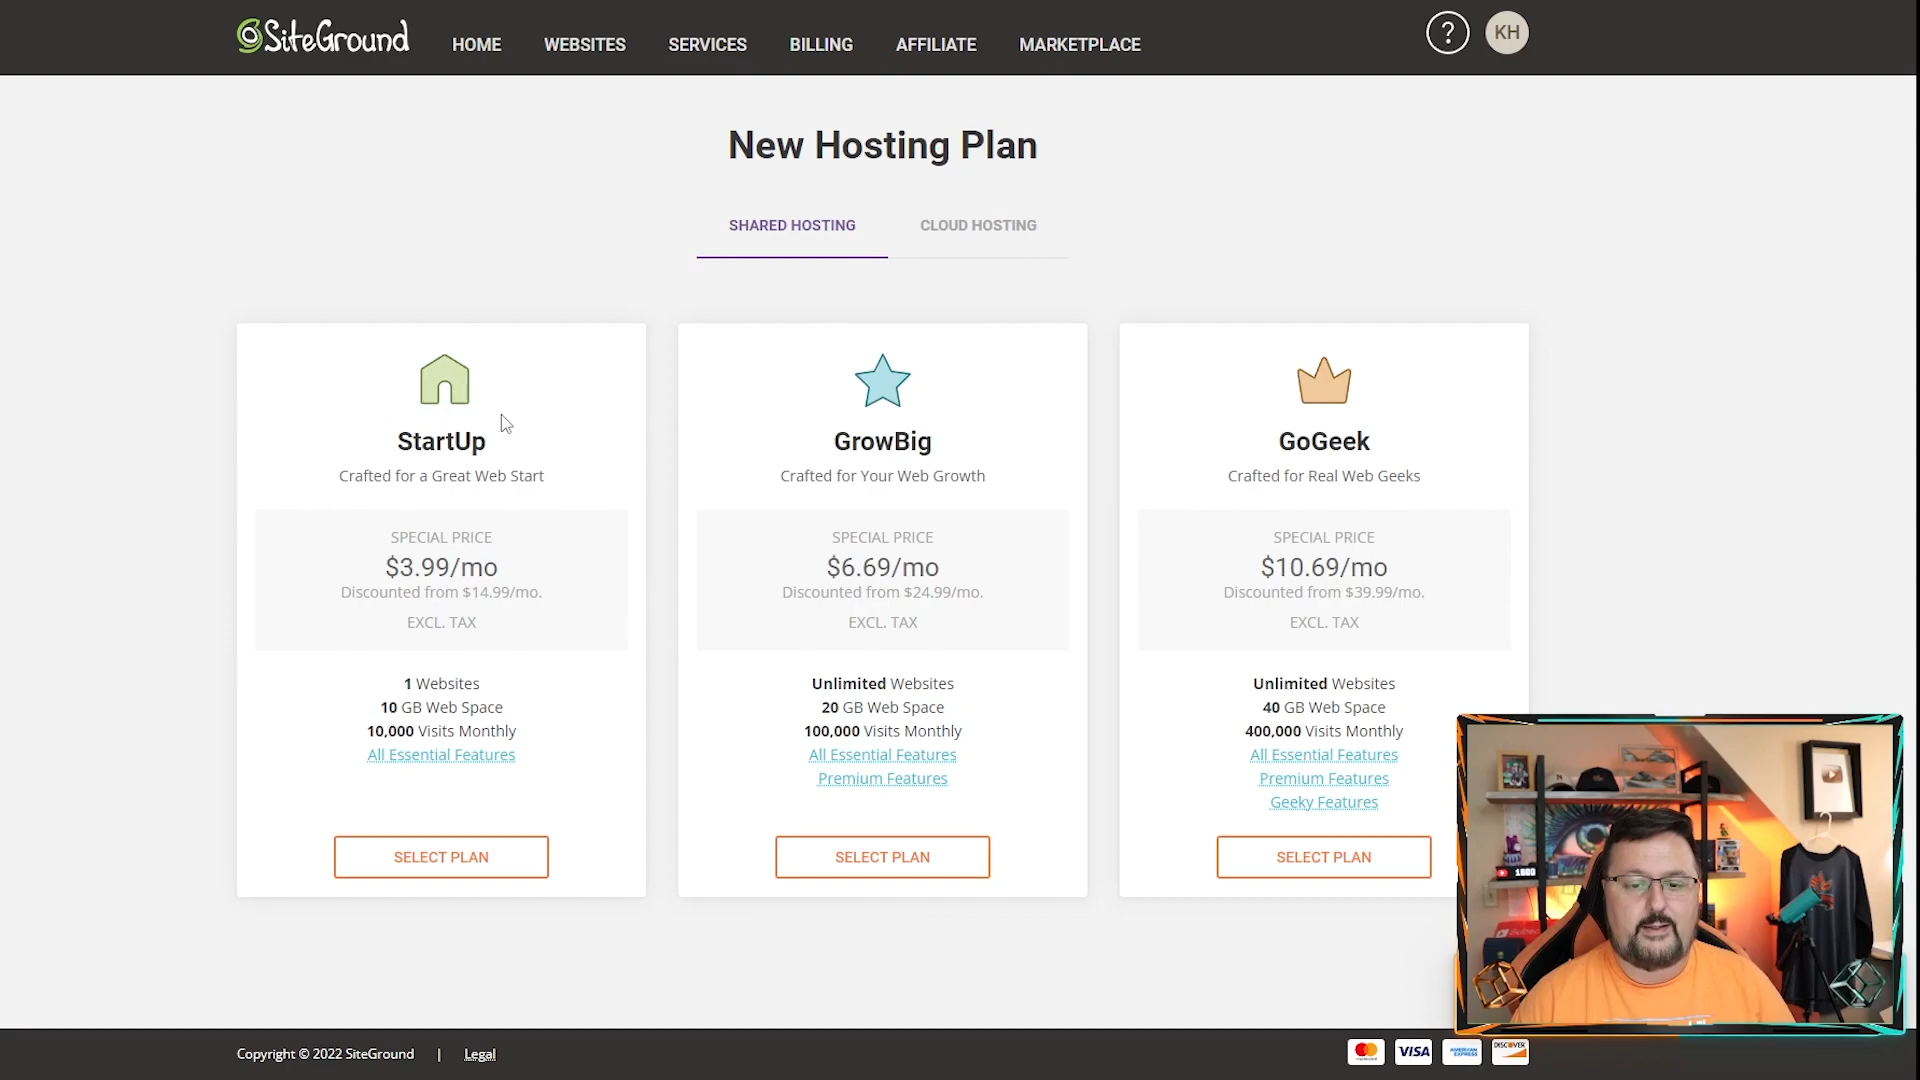 SiteGround
HOME
WEBSITES
SERVICES
BILLING
AFFILIATE
MARKETPLACE
?
KH
New Hosting Plan
SHARED HOSTING
CLOUD HOSTING
StartUp
Crafted for a Great Web Start
SPECIAL PRICE
$3.99/mo
Discounted from $14.99/mo.
EXCL. TAX
1 Websites
10 GB Web Space
10,000 Visits Monthly
All Essential Features
SELECT PLAN
GrowBig
Crafted for Your Web Growth
SPECIAL PRICE
$6.69/mo
Discounted from $24.99/mo.
EXCL. TAX
Unlimited Websites
20 GB Web Space
100,000 Visits Monthly
All Essential Features
Premium Features
SELECT PLAN
GoGeek
Crafted for Real Web Geeks
SPECIAL PRICE
$10.69/mo
Discounted from $39.99/mo.
EXCL. TAX
Unlimited Websites
40 GB Web Space
400,000 Visits Monthly
All Essential Features
Premium Features
Geeky Features
SELECT PLAN
Copyright © 2022 SiteGround
|
Legal
VISA
AMERICAN EXPRESS
DISCOVER